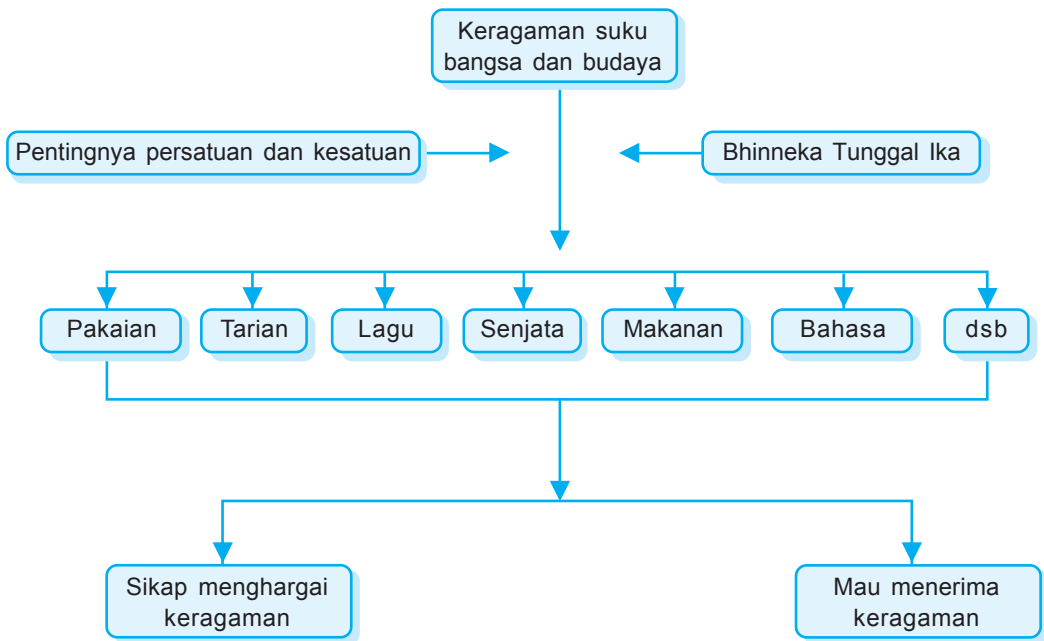 Keragaman suku
bangsa dan budaya
Pentingnya persatuan dan kesatuan
Bhinneka Tunggal Ika
Pakaian
Tarian
Lagu
Senjata
Makanan
Bahasa
dsb
Sikap menghargai
keragaman
Mau menerima
keragaman